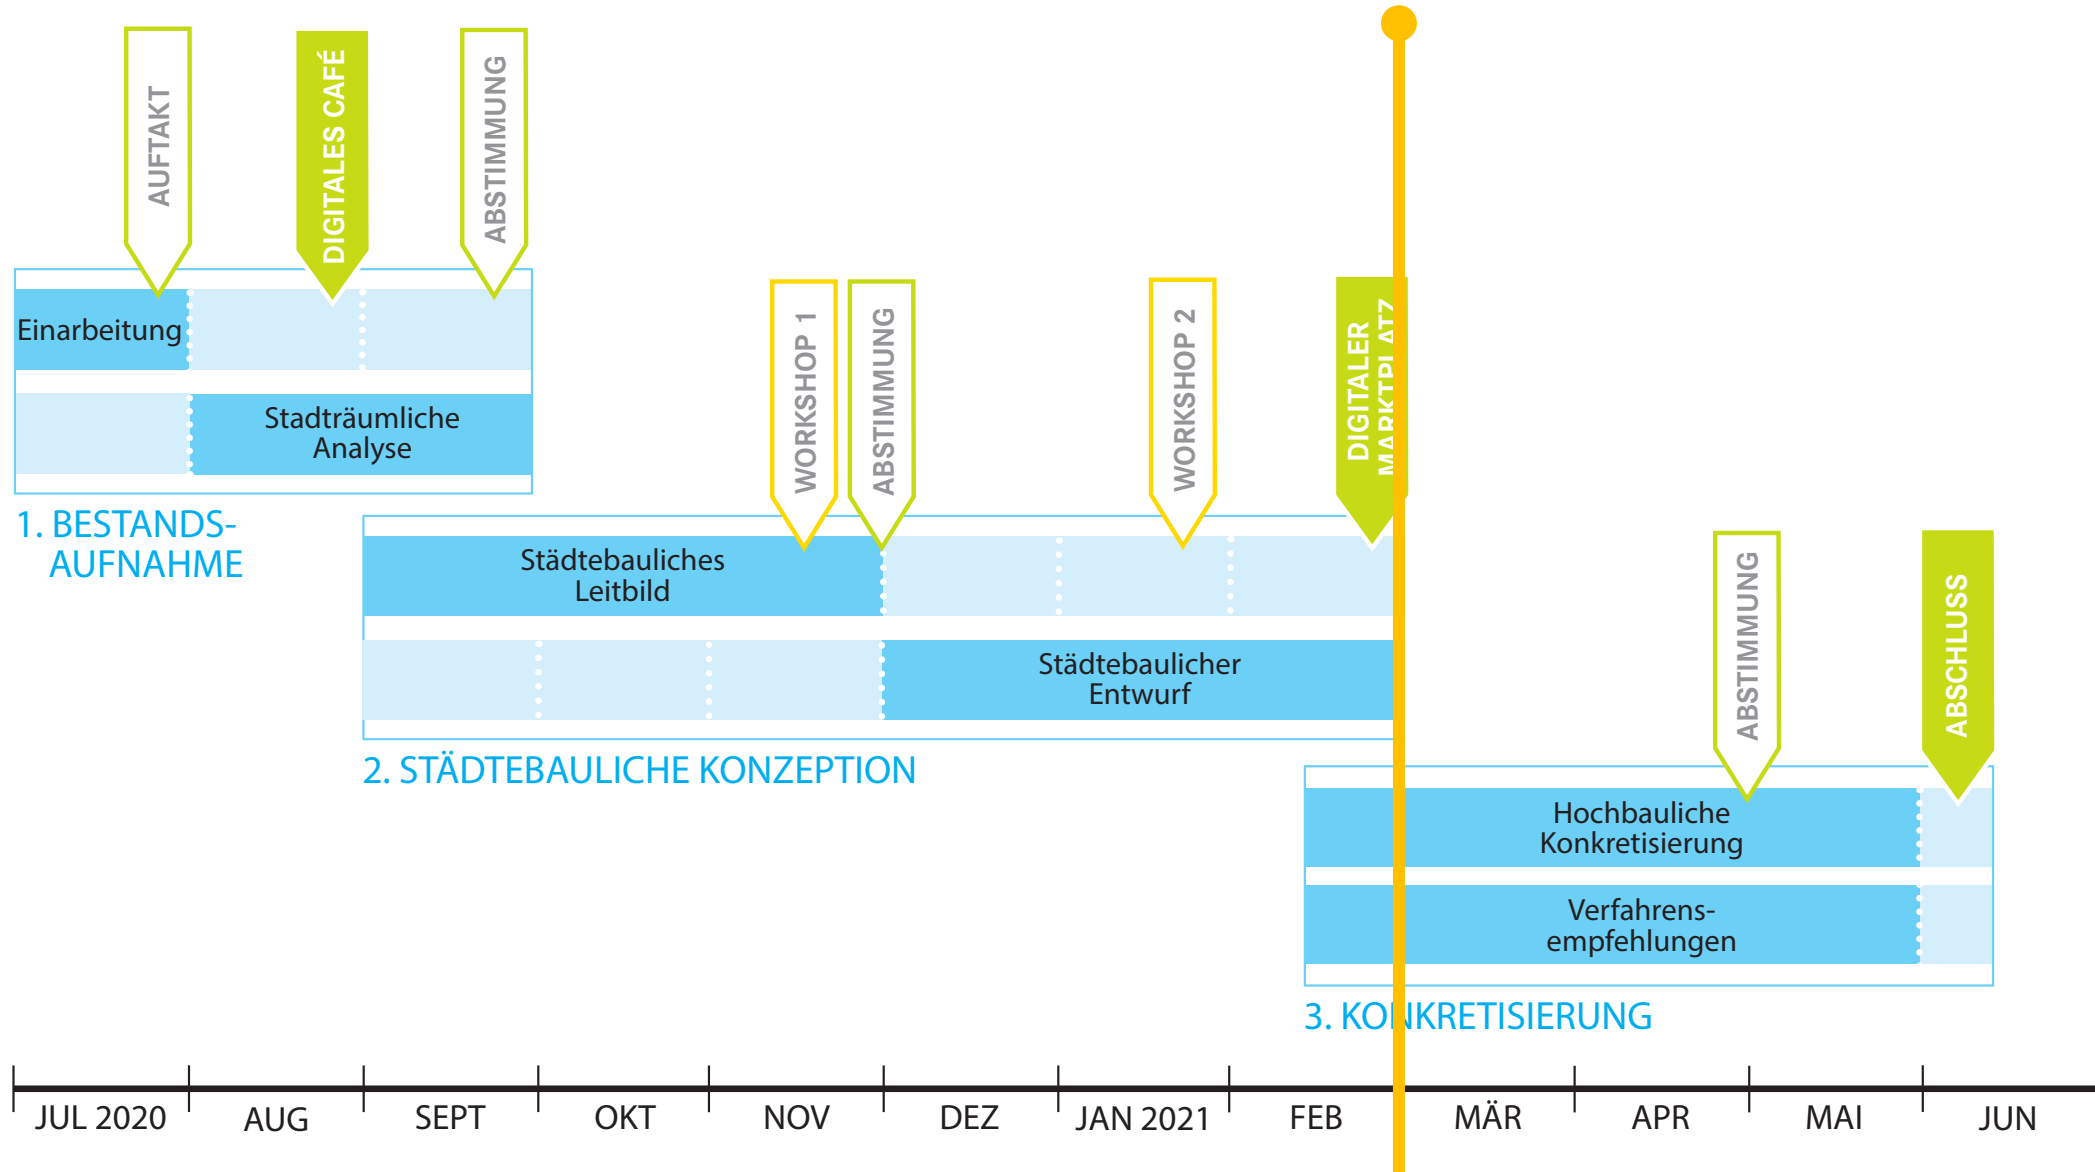 AUFTAKT
DIGITALES CAFÉ
ABSTIMMUNG
Einarbeitung
Stadträumliche
Analyse
1. BESTANDS-
AUFNAHME
WORKSHOP 1
ABSTIMMUNG
WORKSHOP 2
DIGITALER
MARKTPLATZ
Städtebauliches
Leitbild
Städtebaulicher
Entwurf
2. STÄDTEBAULICHE KONZEPTION
ABSTIMMUNG
ABSCHLUSS
Hochbauliche
Konkretisierung
Verfahrens-
empfehlungen
3. KONKRETISIERUNG
JUL 2020
AUG
SEPT
OKT
NOV
DEZ
JAN 2021
FEB
MÄR
APR
MAI
JUN